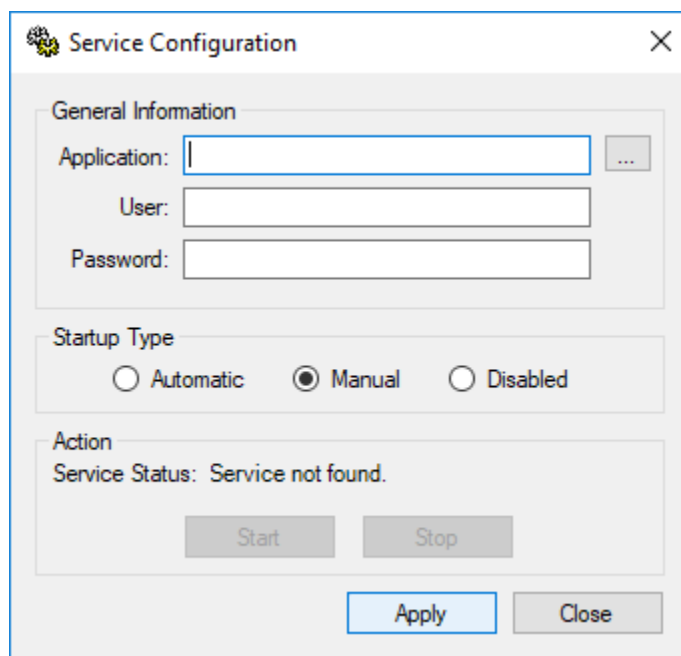 Service Configuration
General Information
Application:
...
User:
Password:
Startup Type
Automatic Manual Disabled
Action
Service Status: Service not found.
Start Stop
Apply Close